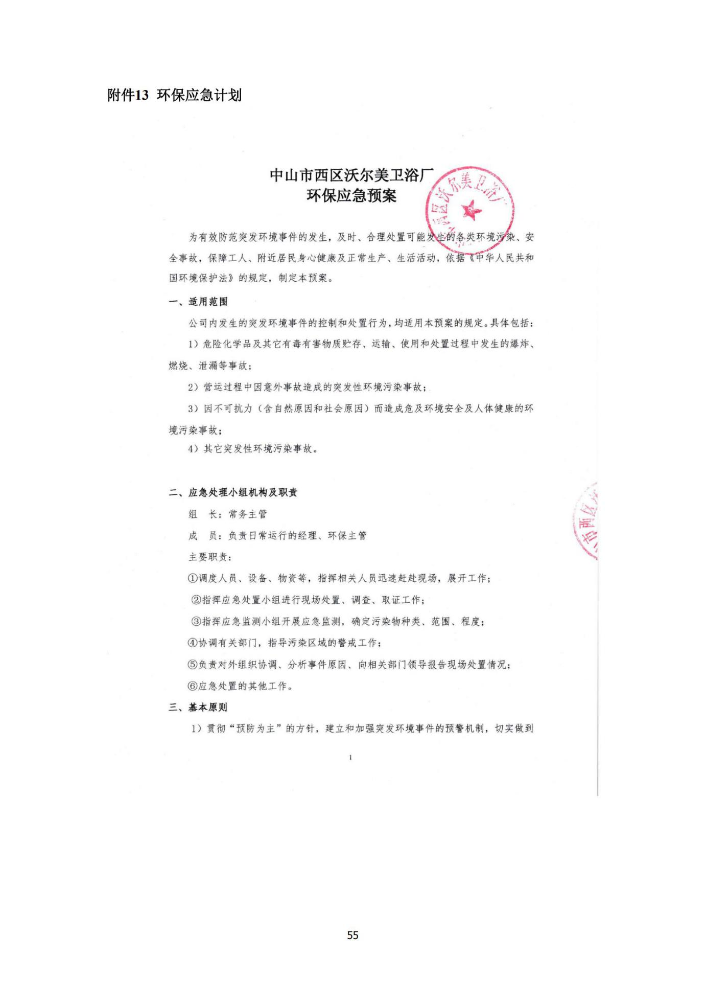 附件13 环保应急计划
中山市西区沃尔美卫浴厂
环保应急预案
西区沃尔美卫浴厂
为有效防范突发环境事件的发生，及时、合理处置可能发生的各类环境污染、安
全事故，保障工人、附近居民身心健康及正常生产、生活活动，依据《中华人民共和
国环境保护法》的规定，制定本预案。
一、适用范围
公司内发生的突发环境事件的控制和处置行为，均适用本预案的规定。具体包括：
1）危险化学品及其它有毒有害物质贮存、运输、使用和处置过程中发生的爆炸、
燃烧、泄漏等事故；
2）营运过程中因意外事故造成的突发性环境污染事故；
3）因不可抗力（含自然原因和社会原因）而造成危及环境安全及人体健康的环
境污染事故；
4）其它突发性环境污染事故。
二、应急处理小组机构及职责
组 长：常务主管
成 员：负责日常运行的经理、环保主管
主要职责：
①调度人员、设备、物资等，指挥相关人员迅速赶赴现场，展开工作；
②指挥应急处置小组进行现场处置、调查、取证工作；
③指挥应急监测小组开展应急监测，确定污染物种类、范围、程度；
④协调有关部门，指导污染区域的警戒工作；
⑤负责对外组织协调、分析事件原因、向相关部门领导报告现场处置情况；
⑥应急处置的其他工作。
市西区
三、基本原则
1）贯彻“预防为主”的方针，建立和加强突发环境事件的预警机制，切实做到
1
55